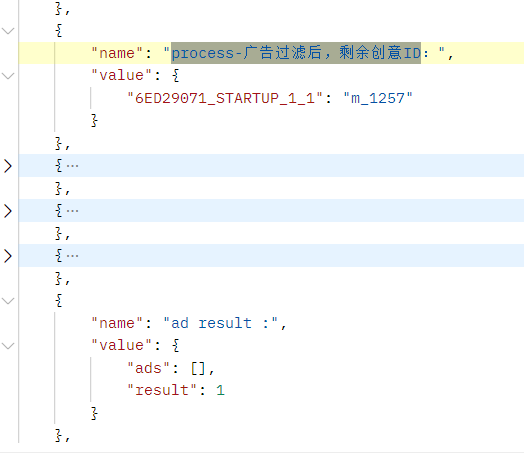 },
{
"name": "process-广告过滤后，剩余创意ID：",
"value": {
"6ED29071_STARTUP_1_1": "m_1257"
}
},
{…
},
{…
},
{…
},
{
"name": "ad result :",
"value": {
"ads": [],
"result": 1
}
},